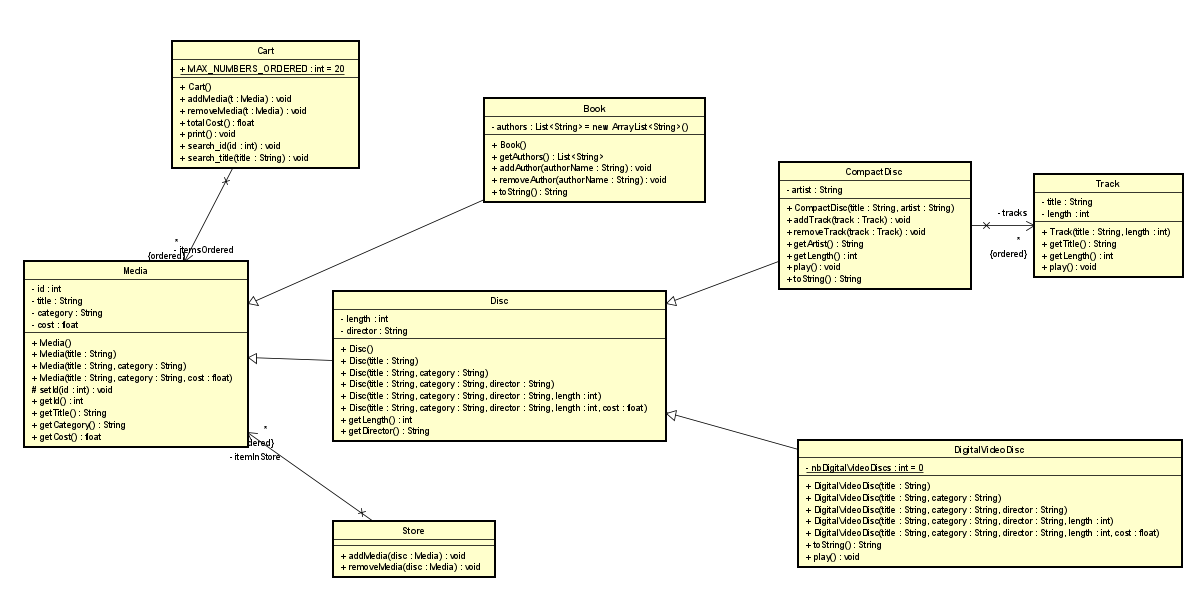 Cart
+ MAX_NUMBERS_ORDERED : int = 20
+ Cart()
+ addMedia(t : Media) : void
+ removeMedia(t : Media) : void
+ totalCost() : float
+ print() : void
+ search_id(id : int) : void
+ search_title(title : String) : void
*
- itemsOrdered
{ordered}
Book
- authors : List<String> = new ArrayList<String>()
+ Book()
+ getAuthors() : List<String>
+ addAuthor(authorName : String) : void
+ removeAuthor(authorName : String) : void
+ toString() : String
CompactDisc
- artist : String
+ CompactDisc(title : String, artist : String)
+ addTrack(track : Track) : void
+ removeTrack(track : Track) : void
+ getArtist() : String
+ getLength() : int
+ play() : void
+ toString() : String
- tracks
*
{ordered}
Track
- title : String
- length : int
+ Track(title : String, length : int)
+ getTitle() : String
+ getLength() : int
+ play() : void
Media
- id : int
- title : String
- category : String
- cost : float
+ Media()
+ Media(title : String)
+ Media(title : String, category : String)
+ Media(title : String, category : String, cost : float)
# setId(id : int) : void
+ getId() : int
+ getTitle() : String
+ getCategory() : String
+ getCost() : float
Disc
- length : int
- director : String
+ Disc()
+ Disc(title : String)
+ Disc(title : String, category : String)
+ Disc(title : String, category : String, director : String)
+ Disc(title : String, category : String, director : String, length : int)
+ Disc(title : String, category : String, director : String, length : int, cost : float)
+ getLength() : int
+ getDirector() : String
*
dered}
- itemInStore
Store
+ addMedia(disc : Media) : void
+ removeMedia(disc : Media) : void
DigitalVideoDisc
- nbDigitalVideoDiscs : int = 0
+ DigitalVideoDisc(title : String)
+ DigitalVideoDisc(title : String, category : String)
+ DigitalVideoDisc(title : String, category : String, director : String)
+ DigitalVideoDisc(title : String, category : String, director : String, length : int)
+ DigitalVideoDisc(title : String, category : String, director : String, length : int, cost : float)
+ toString() : String
+ play() : void